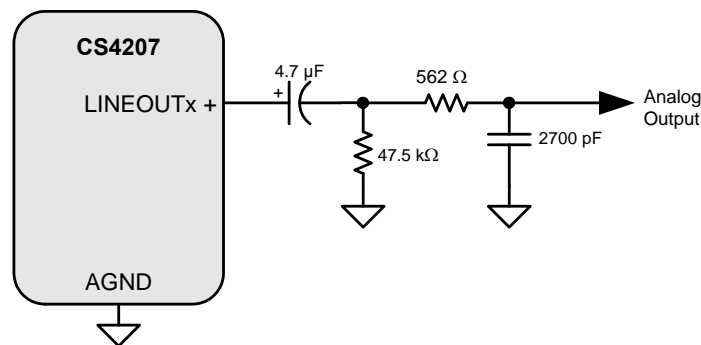 CS4207
4.7 µF
+
LINEOUTx +
562 Ω
Analog
Output
47.5 kΩ
2700 pF
AGND